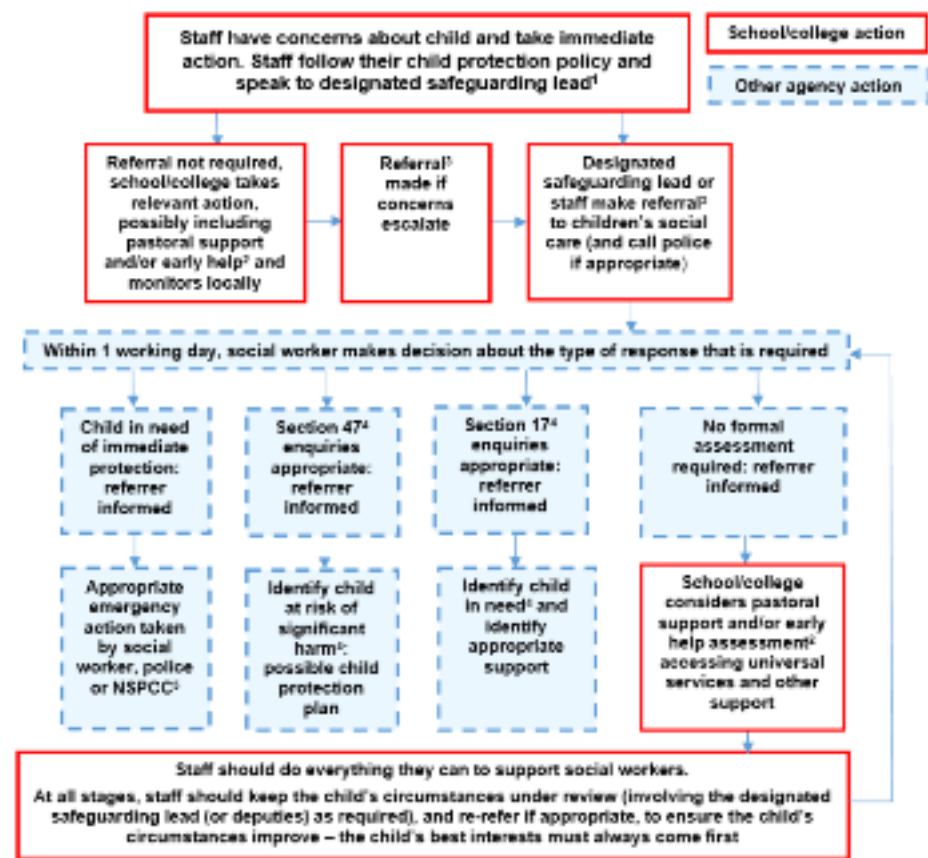 Staff have concerns about child and take immediate
action. Staff follow their child protection policy and
speak to designated safeguarding lead¹
School/college action
Other agency action
Referral not required,
school/college takes
relevant action,
possibly including
pastoral support
and/or early help² and
monitors locally
Referral³
made if
concerns
escalate
Designated
safeguarding lead or
staff make referral³
to children's social
care (and call police
if appropriate)
Within 1 working day, social worker makes decision about the type of response that is required
Child in need
of immediate
protection:
referrer
informed
Section 47⁴
enquiries
appropriate:
referrer
informed
Section 17⁴
enquiries
appropriate:
referrer
informed
No formal
assessment
required: referrer
informed
Appropriate
emergency
action taken
by social
worker, police
or NSPCC⁵
Identify child
at risk of
significant
harm⁴:
possible child
protection
plan
Identify child
in need⁴ and
identify
appropriate
support
School/college
considers pastoral
support and/or early
help assessment²
accessing universal
services and other
support
Staff should do everything they can to support social workers.
At all stages, staff should keep the child's circumstances under review (involving the designated
safeguarding lead (or deputies) as required), and re-refer if appropriate, to ensure the child's
circumstances improve – the child's best interests must always come first